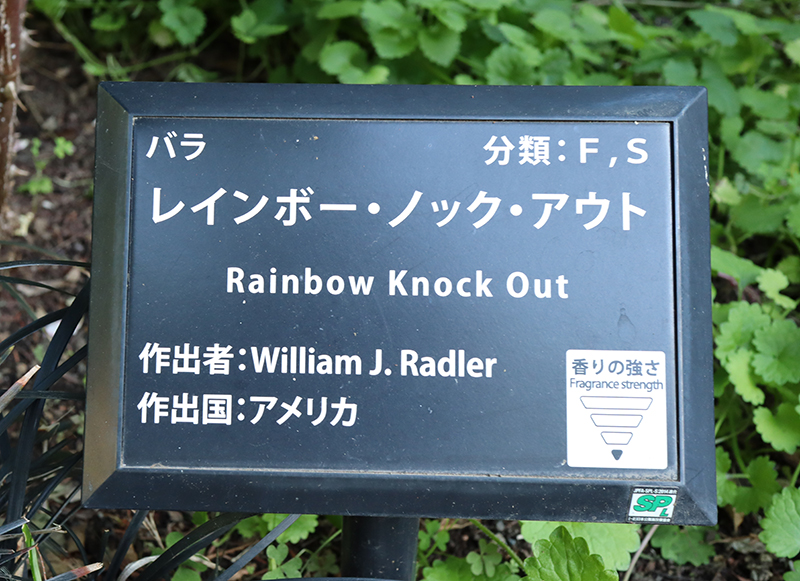 バラ 分類：F,S
レインボー・ノック・アウト
Rainbow Knock Out
作出者：William J. Radler
作出国：アメリカ
香りの強さ
Fragrance strength
SP
L